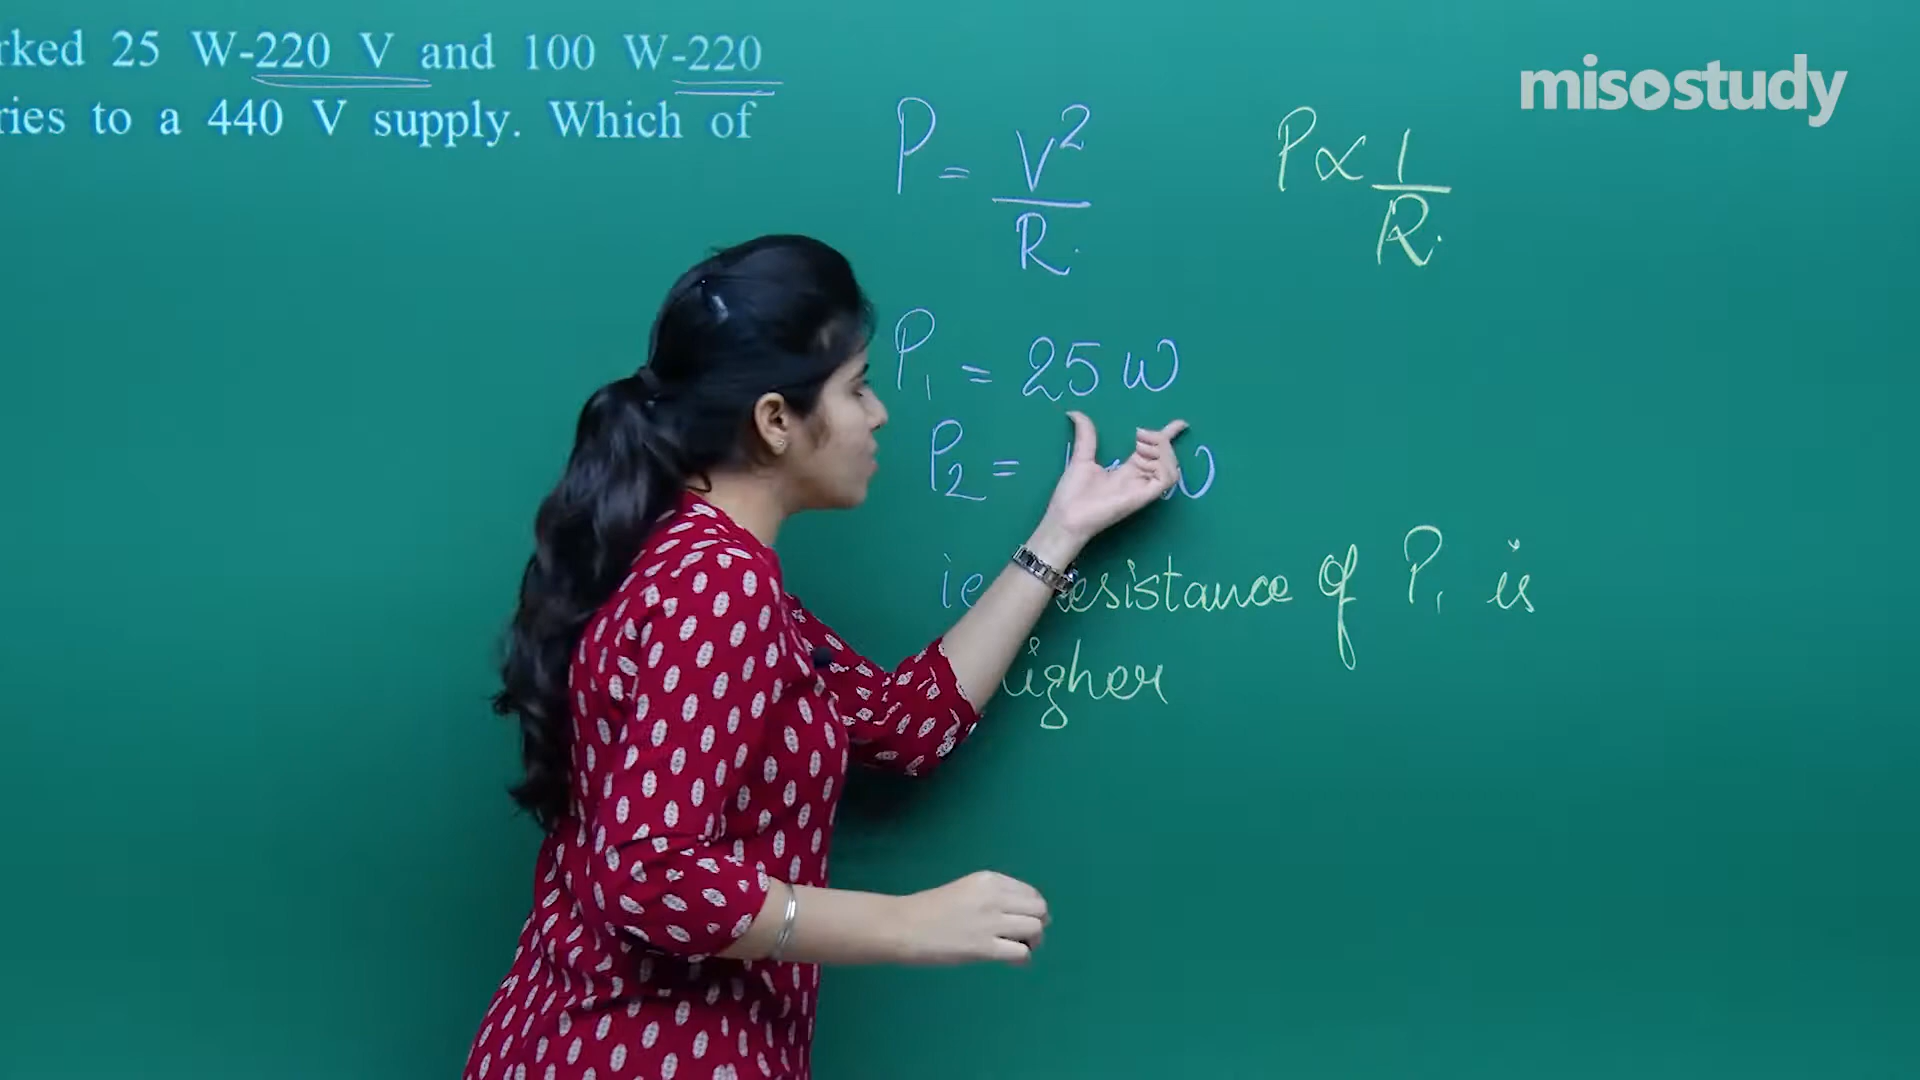 rked 25 W-220 V and 100 W-220
ries to a 440 V supply. Which of
misostudy
P = V²/R.
P ∝ 1/R.
P₁ = 25 W
P₂ = W
ie resistance of P₁ is
igher